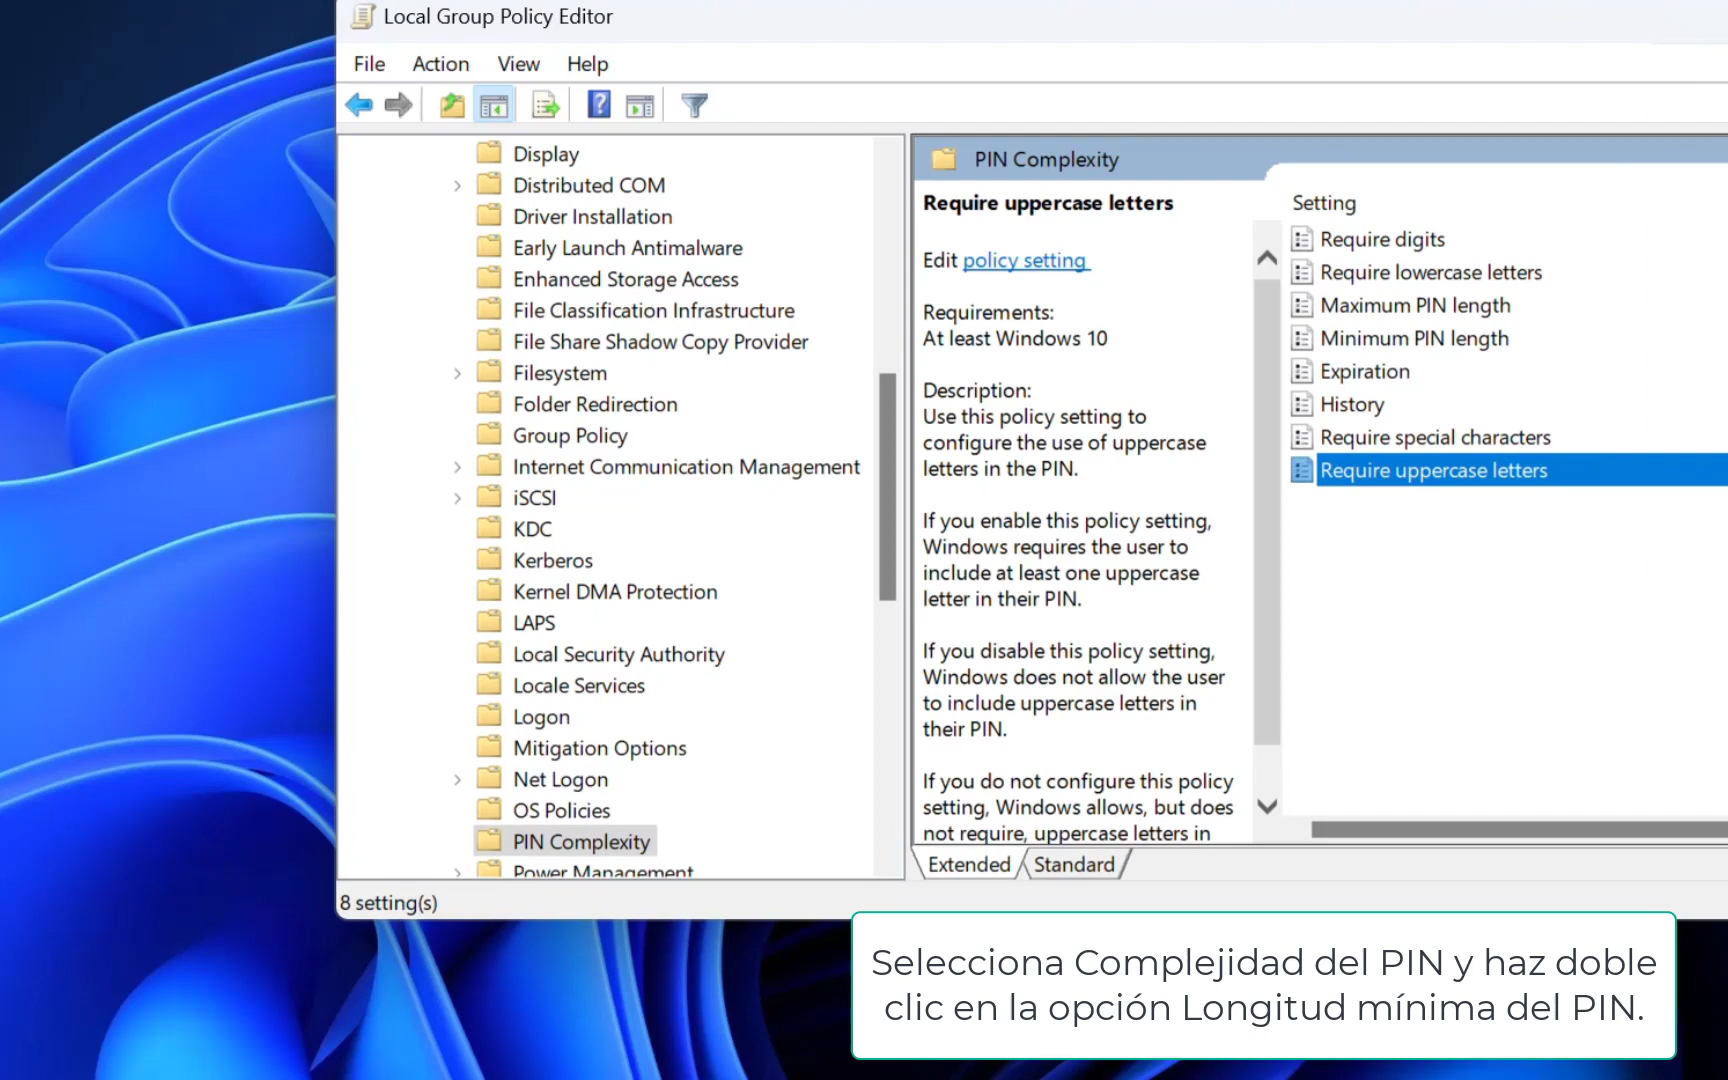 Local Group Policy Editor
File Action View Help
Display
Distributed COM
Driver Installation
Early Launch Antimalware
Enhanced Storage Access
File Classification Infrastructure
File Share Shadow Copy Provider
Filesystem
Folder Redirection
Group Policy
Internet Communication Management
iSCSI
KDC
Kerberos
Kernel DMA Protection
LAPS
Local Security Authority
Locale Services
Logon
Mitigation Options
Net Logon
OS Policies
PIN Complexity
Power Management
PIN Complexity
Require uppercase letters
Edit policy setting
Requirements:
At least Windows 10
Description:
Use this policy setting to
configure the use of uppercase
letters in the PIN.
If you enable this policy setting,
Windows requires the user to
include at least one uppercase
letter in their PIN.
If you disable this policy setting,
Windows does not allow the user
to include uppercase letters in
their PIN.
If you do not configure this policy
setting, Windows allows, but does
not require, uppercase letters in
Setting
Require digits
Require lowercase letters
Maximum PIN length
Minimum PIN length
Expiration
History
Require special characters
Require uppercase letters
Extended Standard
8 setting(s)
Selecciona Complejidad del PIN y haz doble
clic en la opción Longitud mínima del PIN.